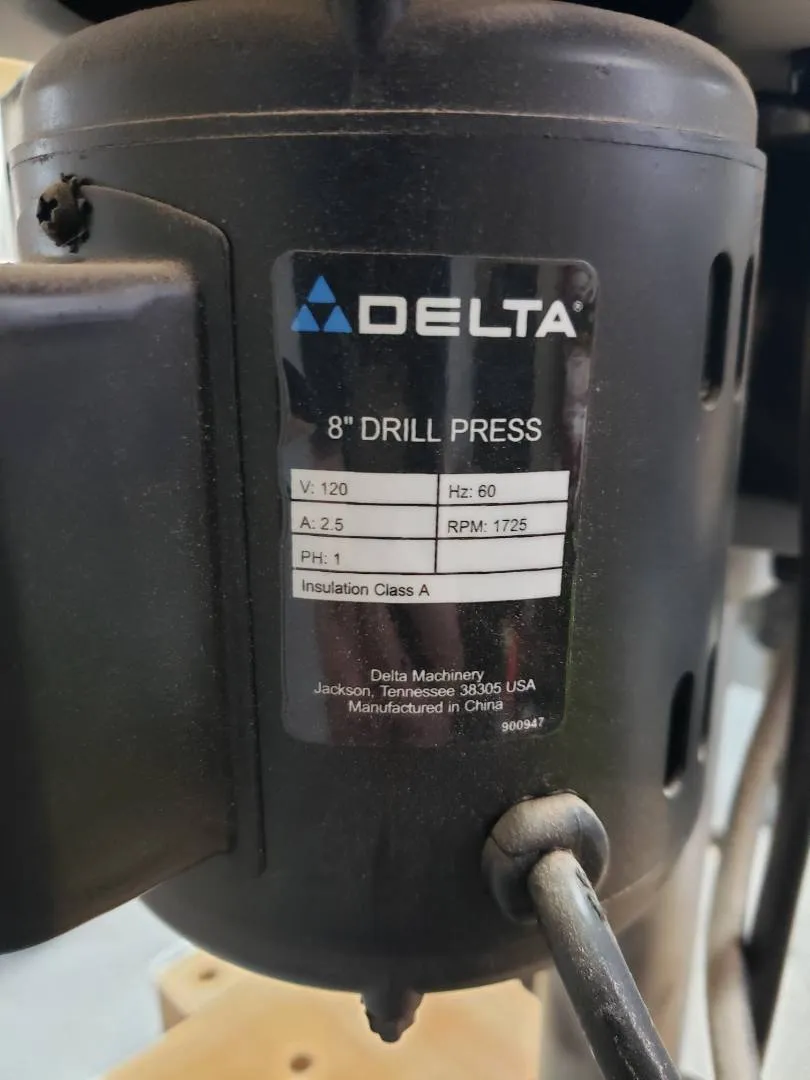 DELTA®
8" DRILL PRESS
V: 120 Hz: 60
A: 2.5 RPM: 1725
PH: 1
Insulation Class A
Delta Machinery
Jackson, Tennessee 38305 USA
Manufactured in China
900947